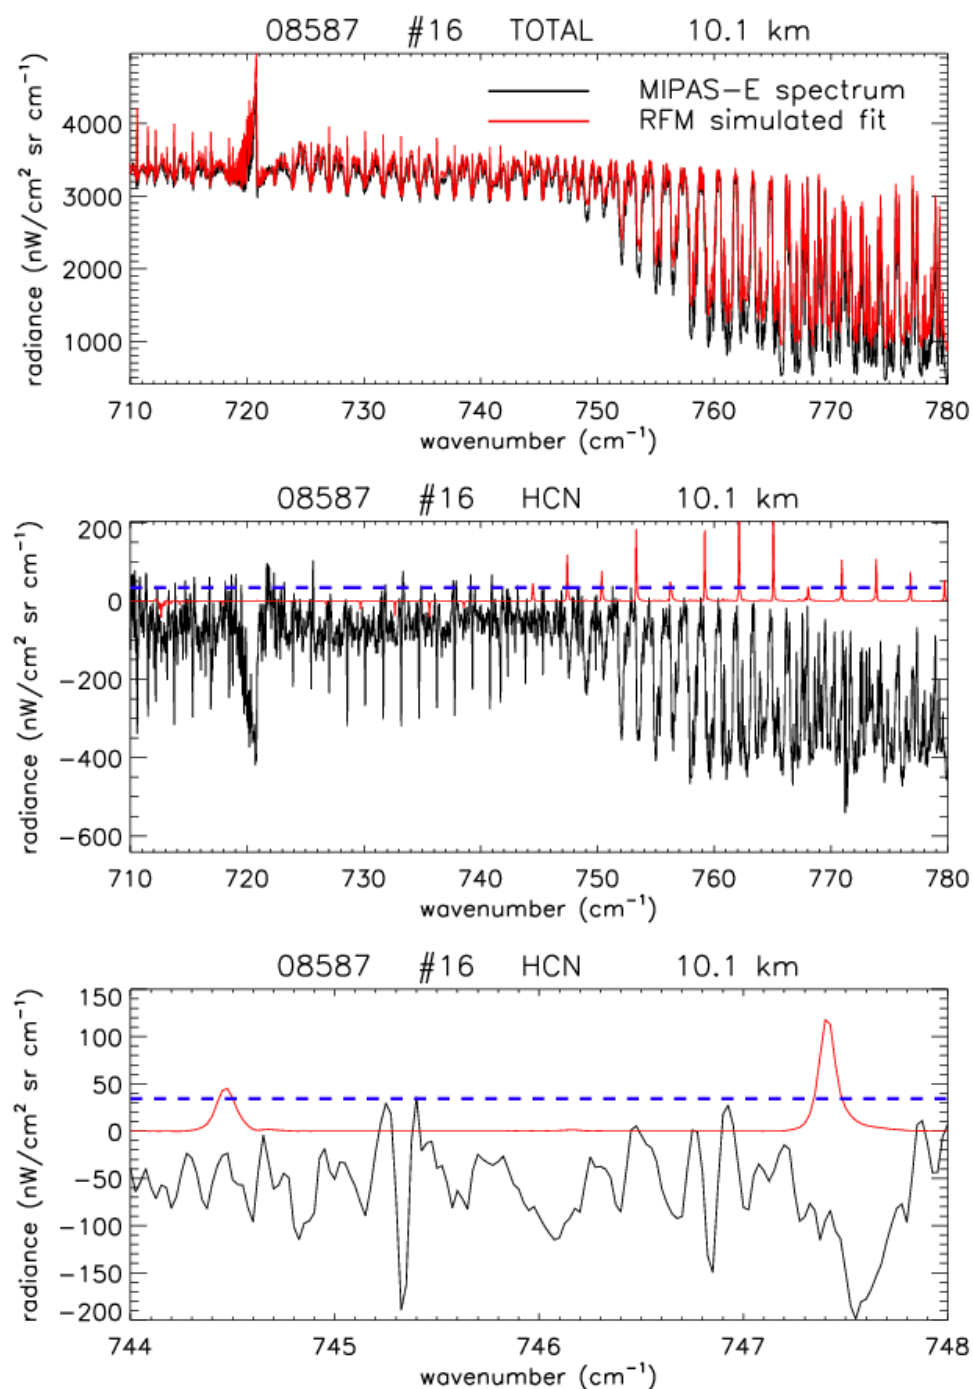 08587 #16 TOTAL 10.1 km
MIPAS-E spectrum
RFM simulated fit
radiance (nW/cm² sr cm⁻¹)
4000
3000
2000
1000
710 720 730 740 750 760 770 780
wavenumber (cm⁻¹)
08587 #16 HCN 10.1 km
radiance (nW/cm² sr cm⁻¹)
200
0
−200
−400
−600
710 720 730 740 750 760 770 780
wavenumber (cm⁻¹)
08587 #16 HCN 10.1 km
radiance (nW/cm² sr cm⁻¹)
150
100
50
0
−50
−100
−150
−200
744 745 746 747 748
wavenumber (cm⁻¹)